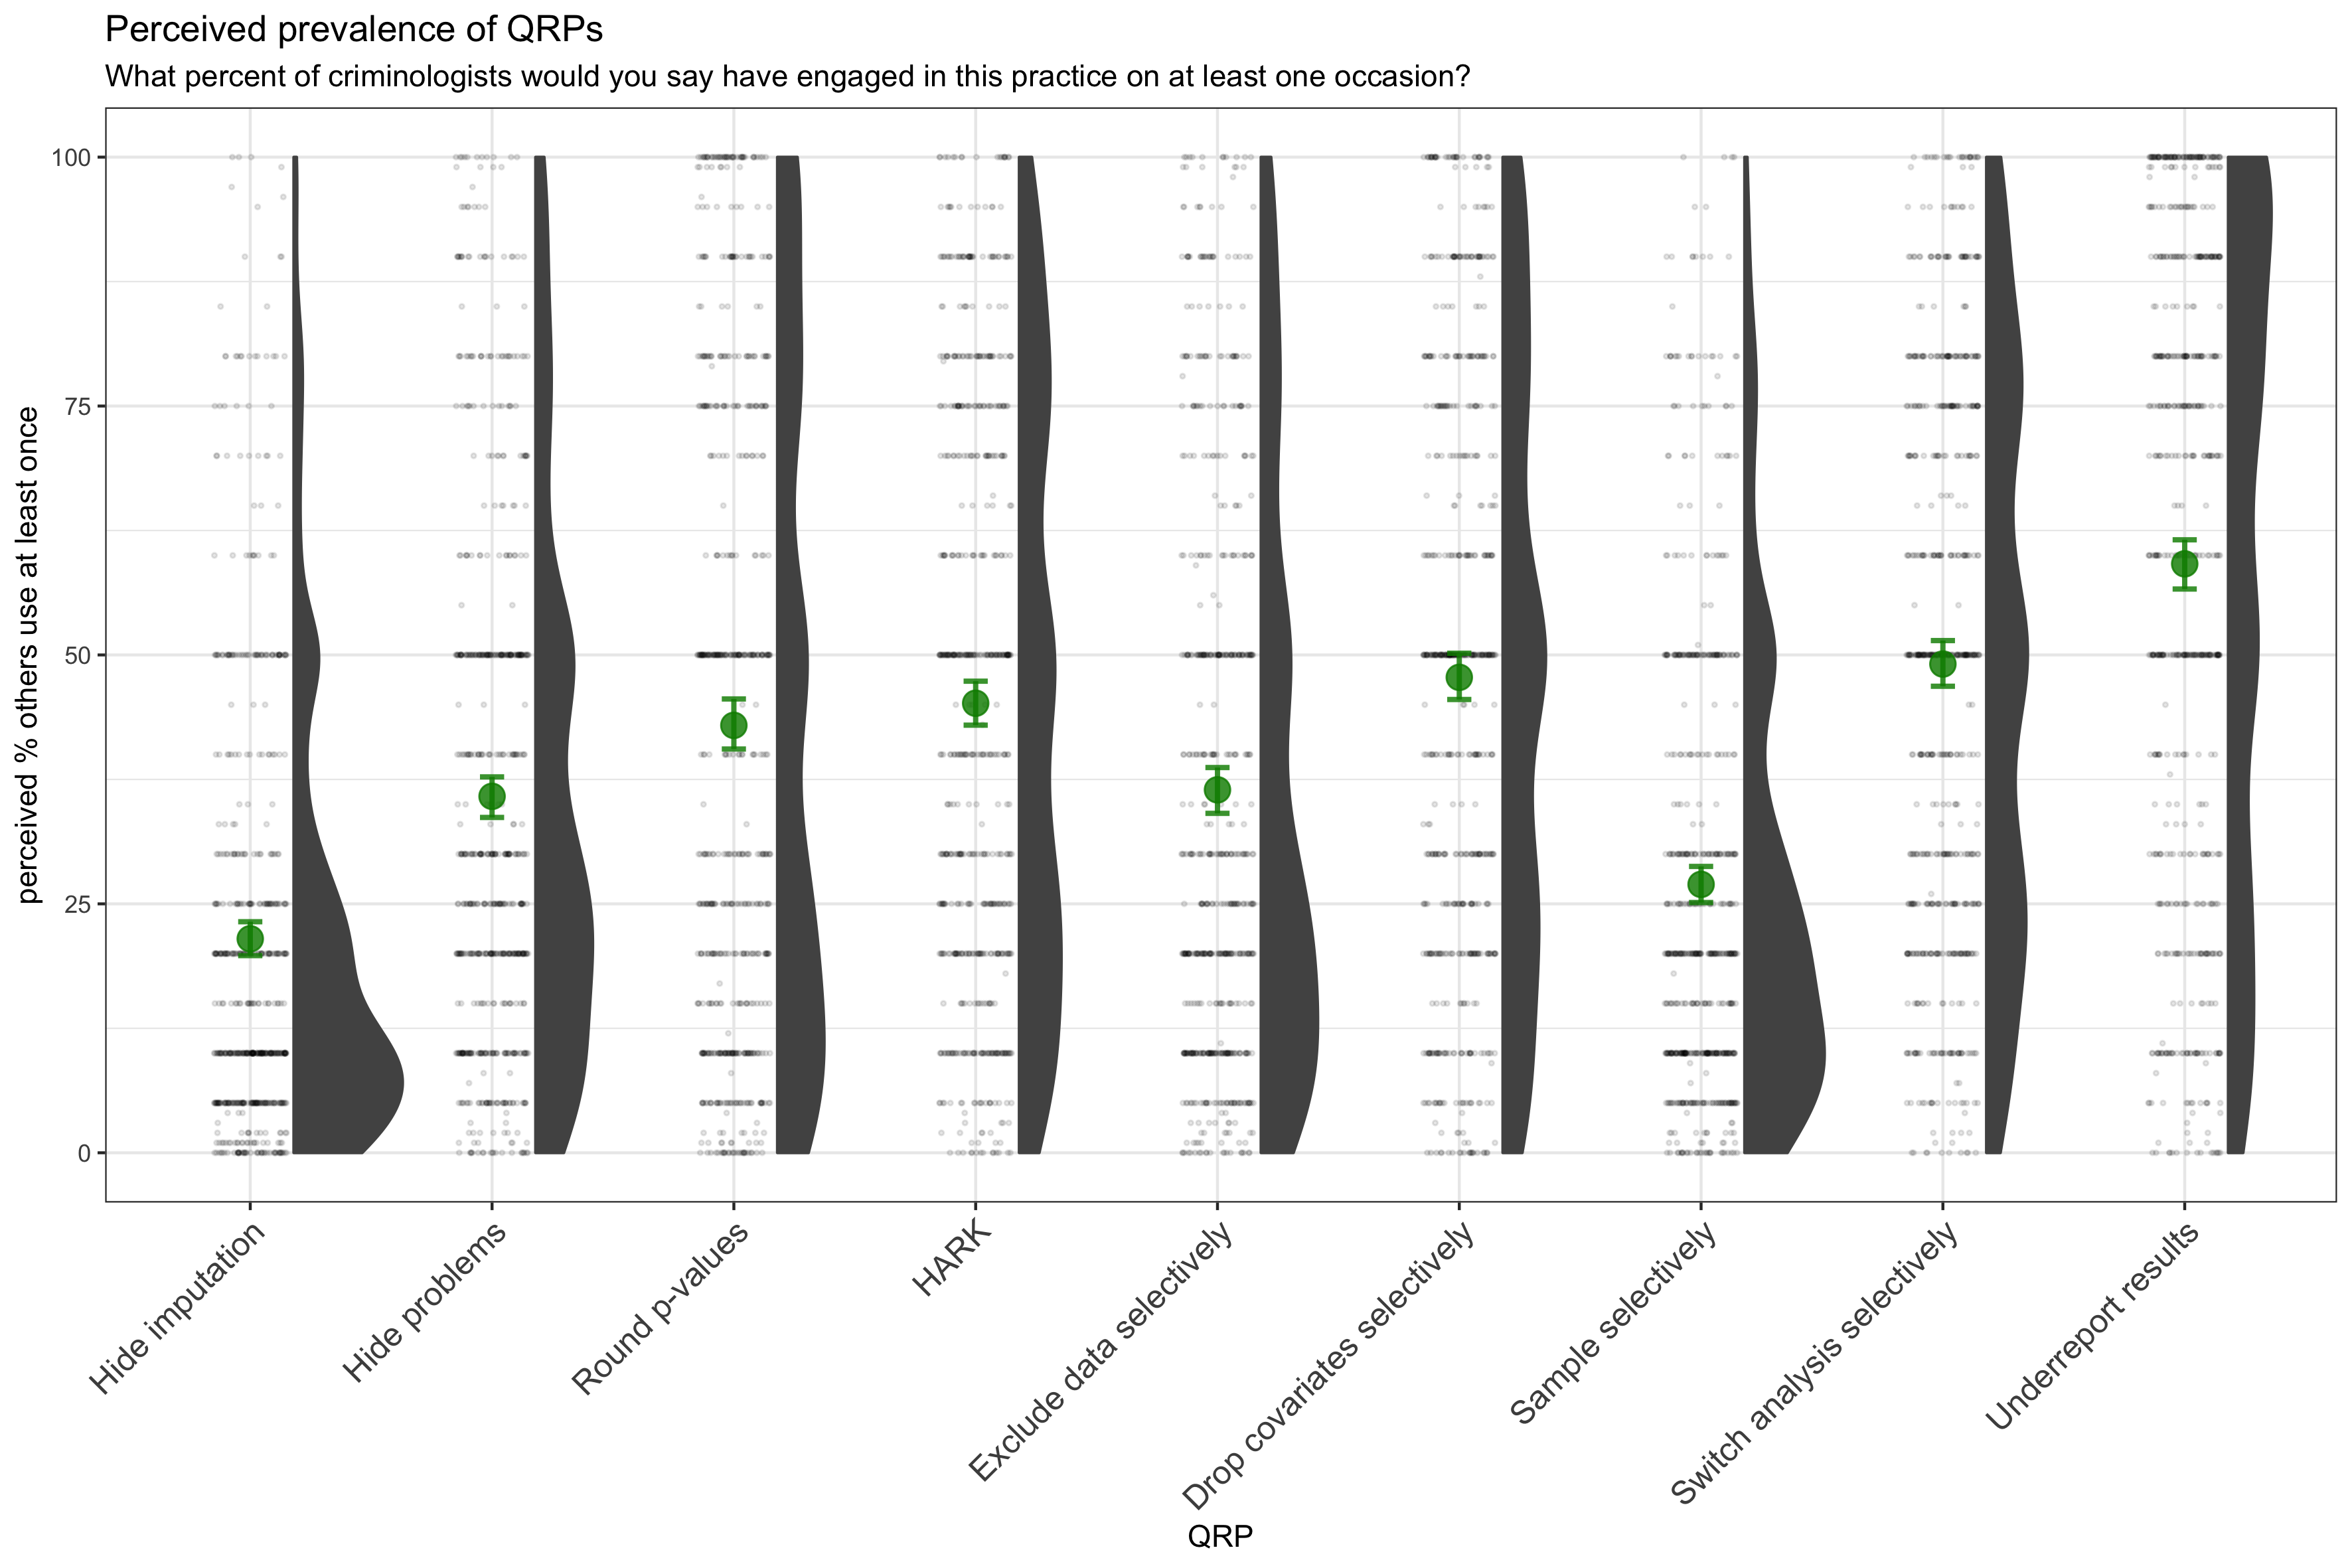 Perceived prevalence of QRPs
What percent of criminologists would you say have engaged in this practice on at least one occasion?
perceived % others use at least once
100
75
50
25
0
Hide imputation
Hide problems
Round p-values
HARK
Exclude data selectively
Drop covariates selectively
Sample selectively
Switch analysis selectively
Underreport results
QRP